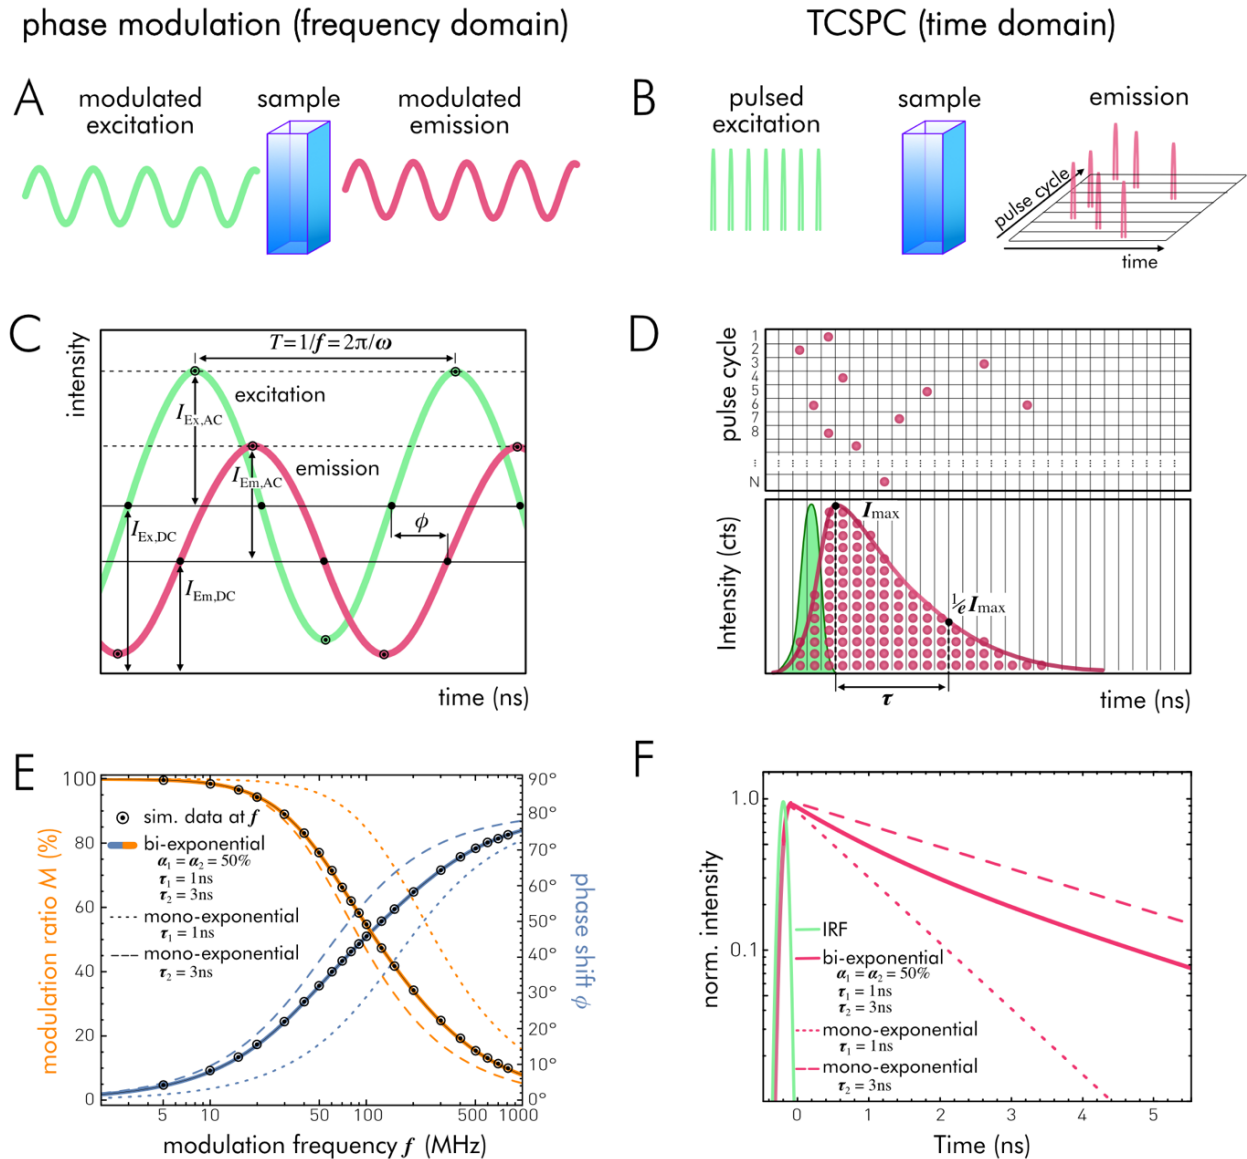 phase modulation (frequency domain)
TCSPC (time domain)
A
modulated
excitation
sample
modulated
emission
B
pulsed
excitation
sample
emission
pulse cycle
time
C
intensity
T=1/f=2π/ω
excitation
I_Ex,AC
emission
I_Em,AC
I_Ex,DC
ϕ
I_Em,DC
time (ns)
D
pulse cycle
1
2
3
4
5
6
7
8
N
Intensity (cts)
I_max
1/e I_max
τ
time (ns)
E
modulation ratio M (%)
100
80
60
40
20
0
sim. data at f
bi-exponential
α₁ = α₂ = 50%
τ₁ = 1ns
τ₂ = 3ns
mono-exponential
τ₁ = 1ns
mono-exponential
τ₂ = 3ns
90°
80°
70°
60°
50°
40°
30°
20°
10°
0°
phase shift ϕ
5 10 50 100 500 1000
modulation frequency f (MHz)
F
norm. intensity
1.0
0.1
IRF
bi-exponential
α₁ = α₂ = 50%
τ₁ = 1ns
τ₂ = 3ns
mono-exponential
τ₁ = 1ns
mono-exponential
τ₂ = 3ns
0 1 2 3 4 5
Time (ns)